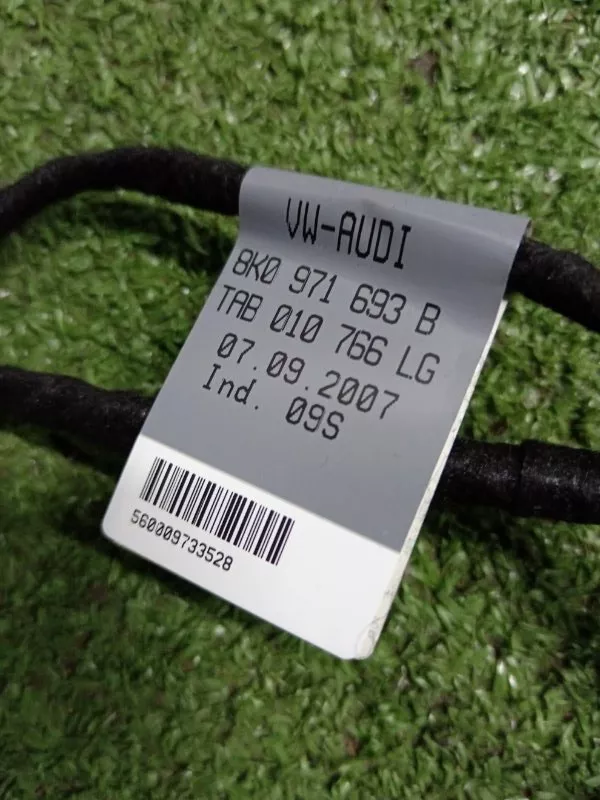 VW-AUDI
8K0 971 693 B
TAB 010 766 LG
07.09.2007
Ind. 09S
560009733528